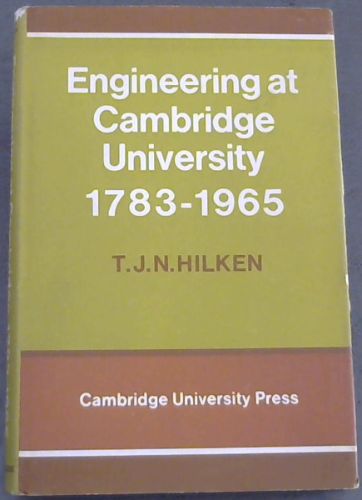 Engineering at
Cambridge
University
1783-1965
T.J.N.HILKEN
Cambridge University Press